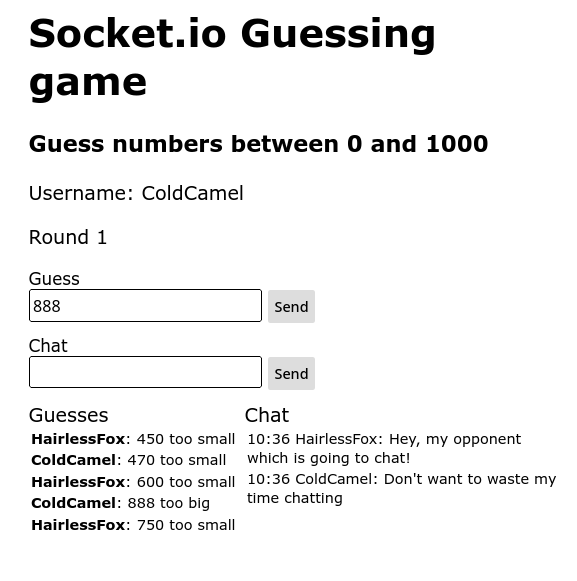 Socket.io Guessing
game
Guess numbers between 0 and 1000
Username: ColdCamel
Round 1
Guess
888
Send
Chat
Send
Guesses
HairlessFox: 450 too small
ColdCamel: 470 too small
HairlessFox: 600 too small
ColdCamel: 888 too big
HairlessFox: 750 too small
Chat
10:36 HairlessFox: Hey, my opponent
which is going to chat!
10:36 ColdCamel: Don't want to waste my
time chatting